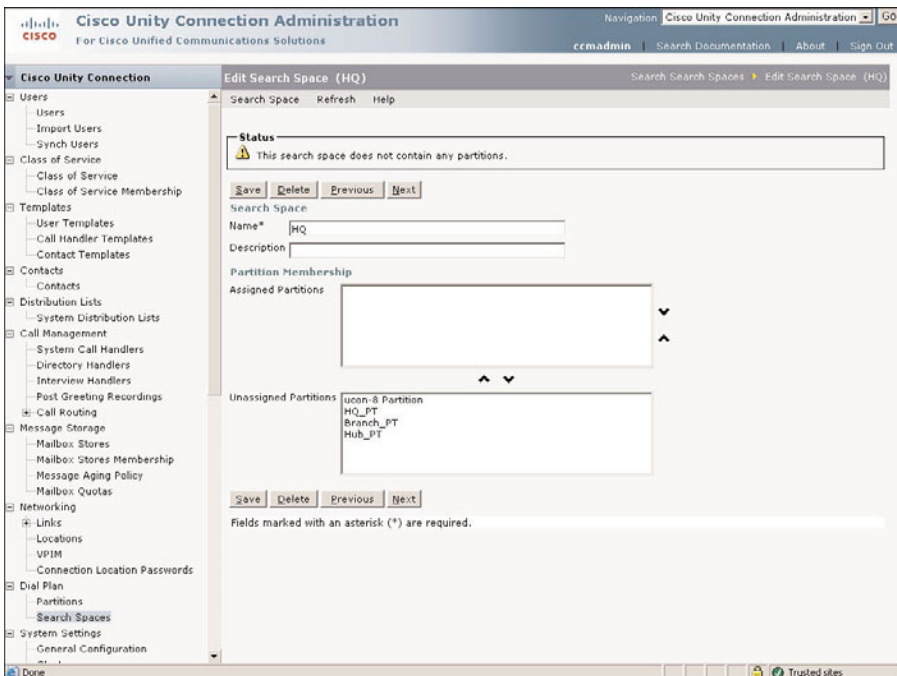 cisco
Cisco Unity Connection Administration
For Cisco Unified Communications Solutions
Navigation Cisco Unity Connection Administration GO
ccmadmin | Search Documentation | About | Sign Out
Cisco Unity Connection
Users
Users
Import Users
Synch Users
Class of Service
Class of Service
Class of Service Membership
Templates
User Templates
Call Handler Templates
Contact Templates
Contacts
Contacts
Distribution Lists
System Distribution Lists
Call Management
System Call Handlers
Directory Handlers
Interview Handlers
Post Greeting Recordings
Call Routing
Message Storage
Mailbox Stores
Mailbox Stores Membership
Message Aging Policy
Mailbox Quotas
Networking
Links
Locations
VPIM
Connection Location Passwords
Dial Plan
Partitions
Search Spaces
System Settings
General Configuration
Edit Search Space (HQ)
Search Search Spaces Edit Search Space (HQ)
Search Space Refresh Help
Status
This search space does not contain any partitions.
Save Delete Previous Next
Search Space
Name* HQ
Description
Partition Membership
Assigned Partitions
Unassigned Partitions
ucon-8 Partition
HQ_PT
Branch_PT
Hub_PT
Save Delete Previous Next
Fields marked with an asterisk (*) are required.
Done
Trusted sites